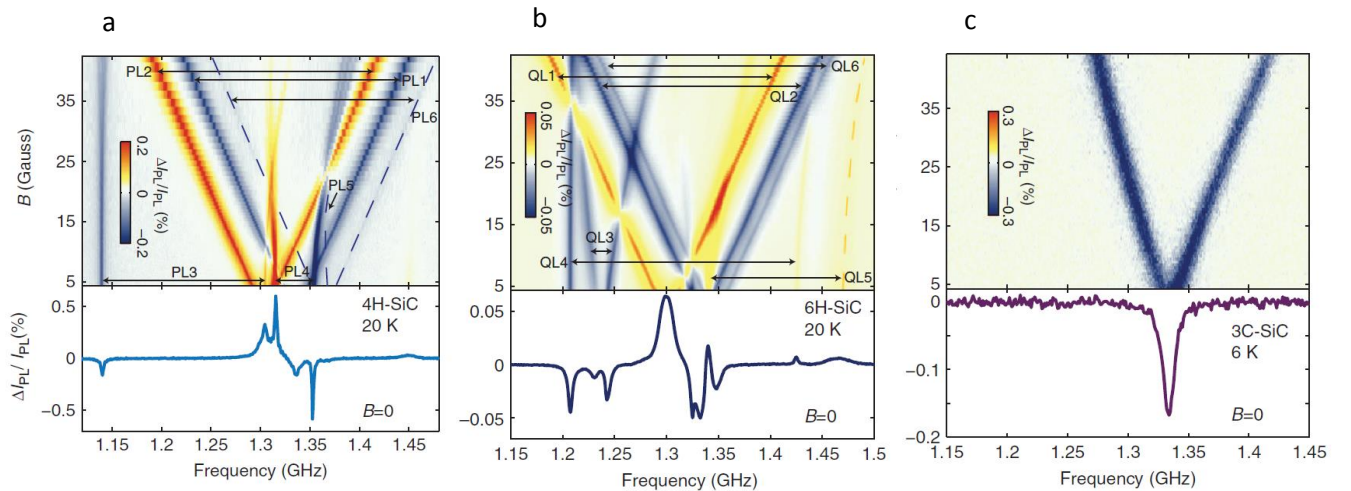 a
b
c
B (Gauss)
35
25
15
5
PL2
PL1
PL6
PL5
PL3
PL4
0.2
0
−0.2
ΔIPL/IPL (%)
ΔIPL/ IPL(%)
0.5
0
−0.5
4H-SiC
20 K
B=0
1.15
1.2
1.25
1.3
1.35
1.4
1.45
Frequency (GHz)
35
25
15
5
QL1
QL6
QL2
QL3
QL4
QL5
0.05
0
−0.05
ΔIPL/IPL (%)
0.05
0
−0.05
6H-SiC
20 K
B=0
1.15
1.2
1.25
1.3
1.35
1.4
1.45
1.5
Frequency (GHz)
35
25
15
5
0.3
0
−0.3
ΔIPL/IPL (%)
0
−0.1
−0.2
3C-SiC
6 K
B=0
1.15
1.2
1.25
1.3
1.35
1.4
1.45
Frequency (GHz)